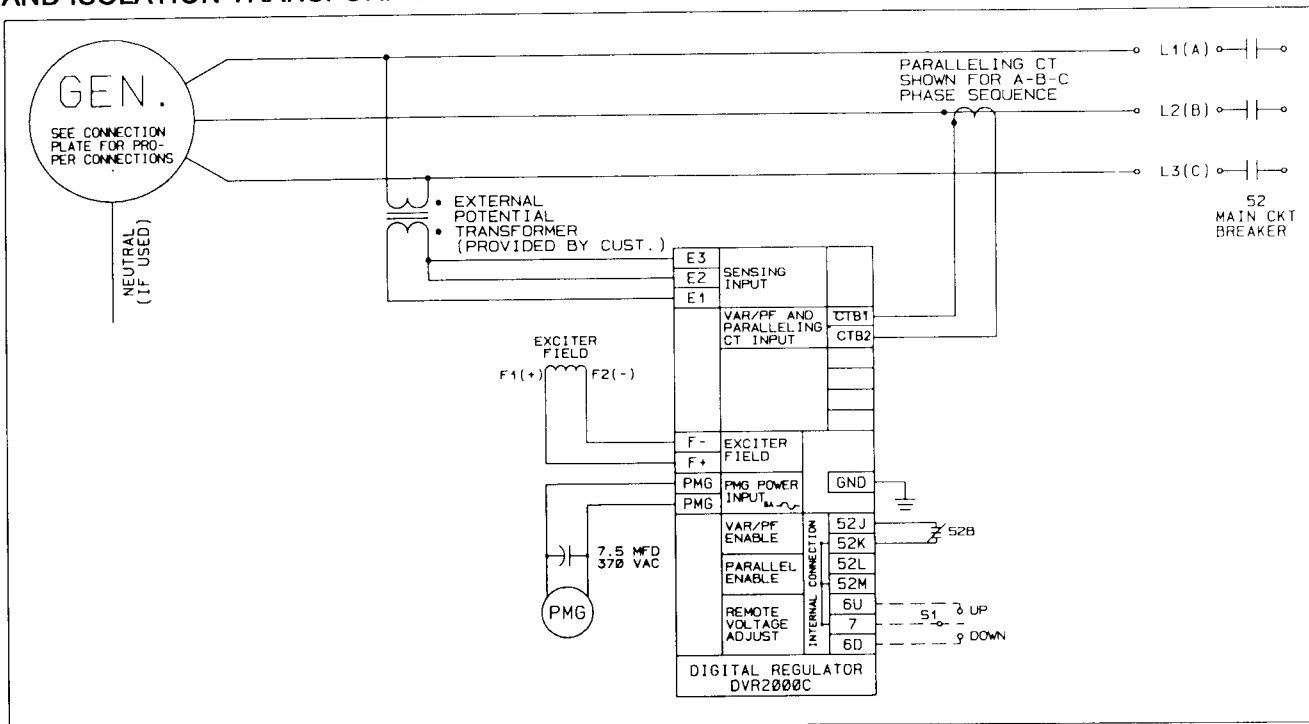 GEN.
SEE CONNECTION
PLATE FOR PRO-
PER CONNECTIONS
NEUTRAL
(IF USED)
L1(A)
PARALLELING CT
SHOWN FOR A-B-C
PHASE SEQUENCE
L2(B)
L3(C)
52
MAIN CKT
BREAKER
EXTERNAL
POTENTIAL
TRANSFORMER
(PROVIDED BY CUST.)
E3
E2
E1
SENSING
INPUT
VAR/PF AND
PARALLELING
CT INPUT
CTB1
CTB2
EXCITER
FIELD
F1(+)
F2(-)
F-
F+
EXCITER
FIELD
PMG
PMG
PMG POWER
INPUT
GND
7.5 MFD
370 VAC
PMG
VAR/PF
ENABLE
PARALLEL
ENABLE
REMOTE
VOLTAGE
ADJUST
INTERNAL CONNECTION
52J
52K
52L
52M
6U
7
6D
52B
S1
UP
DOWN
DIGITAL REGULATOR
DVR2000C